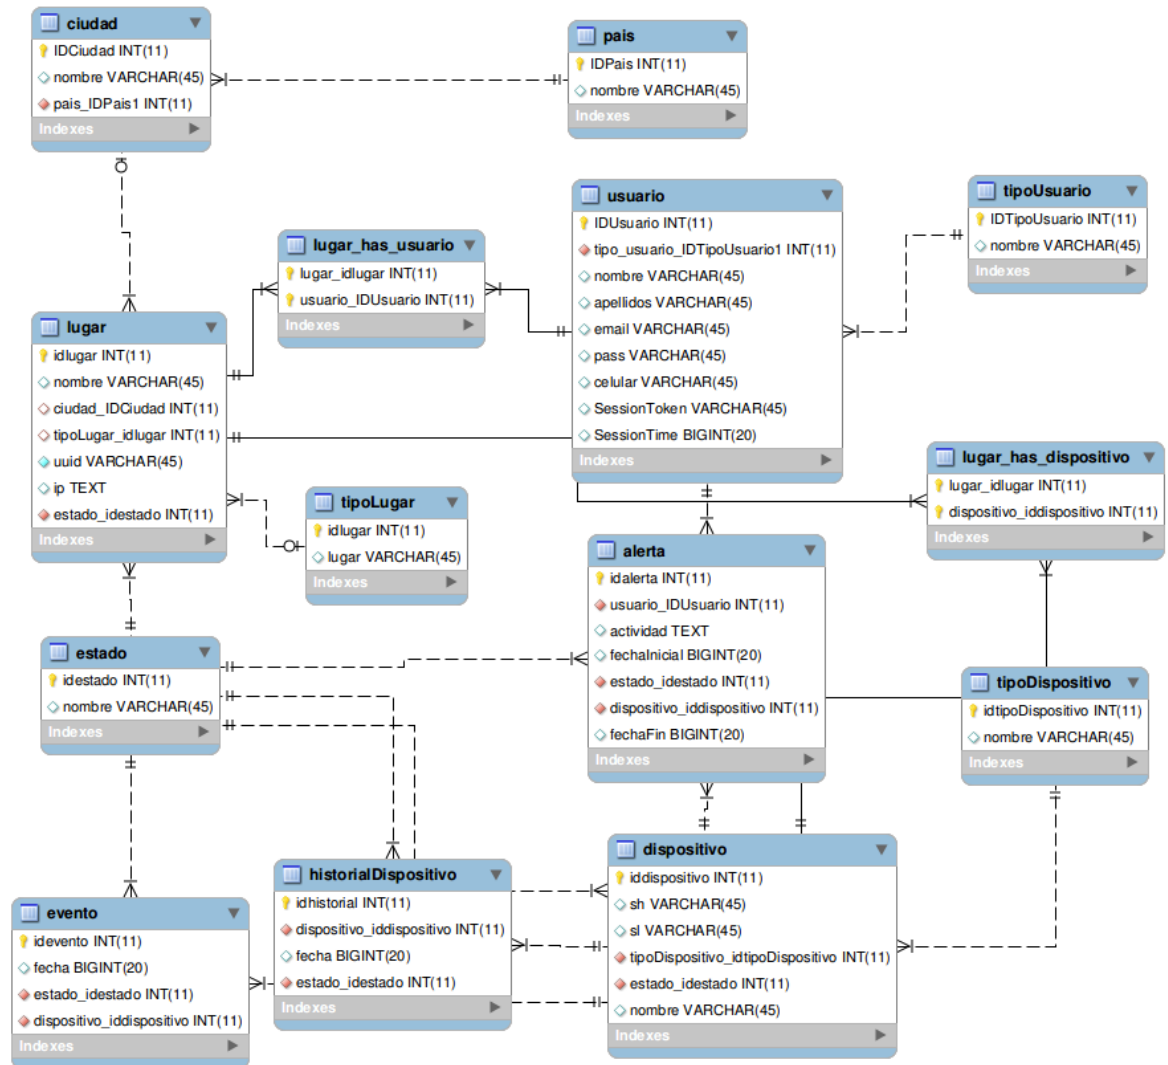 ciudad
IDCiudad INT(11)
nombre VARCHAR(45)
pais_IDPais1 INT(11)
Indexes
pais
IDPais INT(11)
nombre VARCHAR(45)
Indexes
usuario
IDUsuario INT(11)
tipo_usuario_IDTipoUsuario1 INT(11)
nombre VARCHAR(45)
apellidos VARCHAR(45)
email VARCHAR(45)
pass VARCHAR(45)
celular VARCHAR(45)
SessionToken VARCHAR(45)
SessionTime BIGINT(20)
Indexes
tipoUsuario
IDTipoUsuario INT(11)
nombre VARCHAR(45)
Indexes
lugar_has_usuario
lugar_idlugar INT(11)
usuario_IDUsuario INT(11)
Indexes
lugar
idlugar INT(11)
nombre VARCHAR(45)
ciudad_IDCiudad INT(11)
tipoLugar_idlugar INT(11)
uuid VARCHAR(45)
ip TEXT
estado_idestado INT(11)
Indexes
tipoLugar
idlugar INT(11)
lugar VARCHAR(45)
Indexes
lugar_has_dispositivo
lugar_idlugar INT(11)
dispositivo_iddispositivo INT(11)
Indexes
alerta
idalerta INT(11)
usuario_IDUsuario INT(11)
actividad TEXT
fechaInicial BIGINT(20)
estado_idestado INT(11)
dispositivo_iddispositivo INT(11)
fechaFin BIGINT(20)
Indexes
estado
idestado INT(11)
nombre VARCHAR(45)
Indexes
tipoDispositivo
idtipoDispositivo INT(11)
nombre VARCHAR(45)
Indexes
dispositivo
iddispositivo INT(11)
sh VARCHAR(45)
sl VARCHAR(45)
tipoDispositivo_idtipoDispositivo INT(11)
estado_idestado INT(11)
nombre VARCHAR(45)
Indexes
historialDispositivo
idhistorial INT(11)
dispositivo_iddispositivo INT(11)
fecha BIGINT(20)
estado_idestado INT(11)
Indexes
evento
idevento INT(11)
fecha BIGINT(20)
estado_idestado INT(11)
dispositivo_iddispositivo INT(11)
Indexes